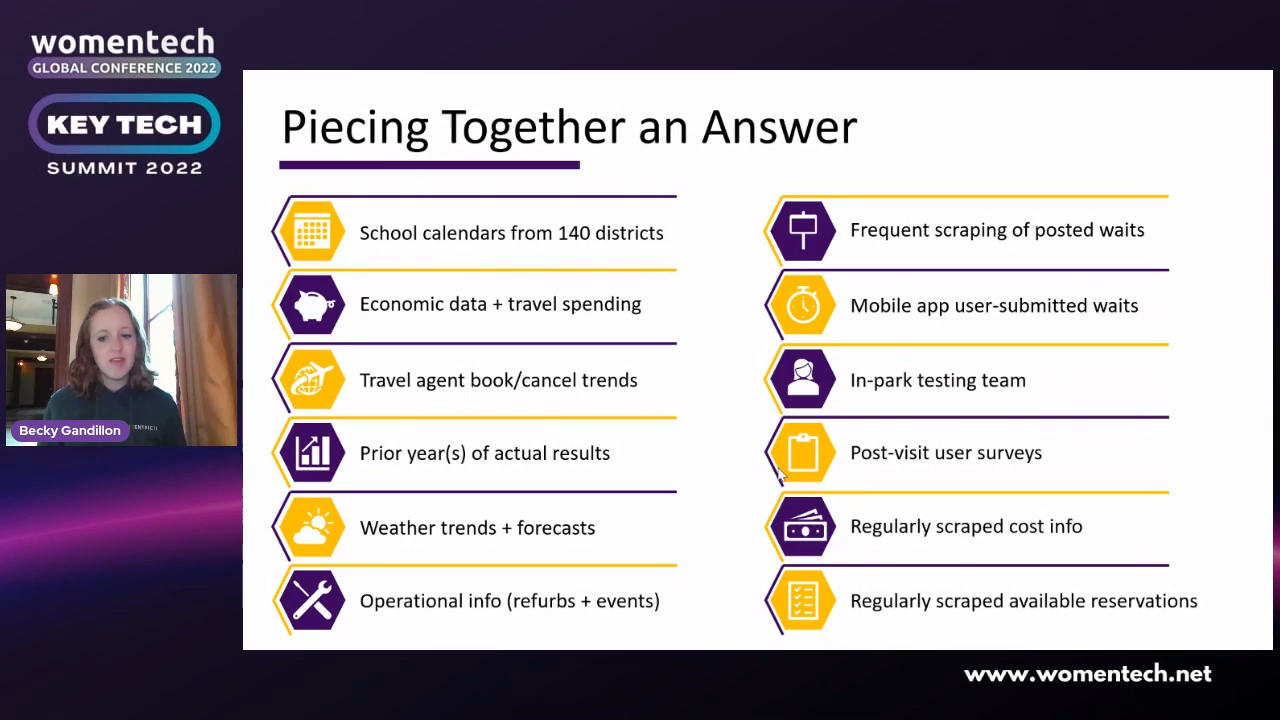 womentech
GLOBAL CONFERENCE 2022
KEY TECH
SUMMIT 2022
Piecing Together an Answer
School calendars from 140 districts
Economic data + travel spending
Travel agent book/cancel trends
Prior year(s) of actual results
Weather trends + forecasts
Operational info (refurbs + events)
Frequent scraping of posted waits
Mobile app user-submitted waits
In-park testing team
Post-visit user surveys
Regularly scraped cost info
Regularly scraped available reservations
Becky Gandillon
www.womentech.net